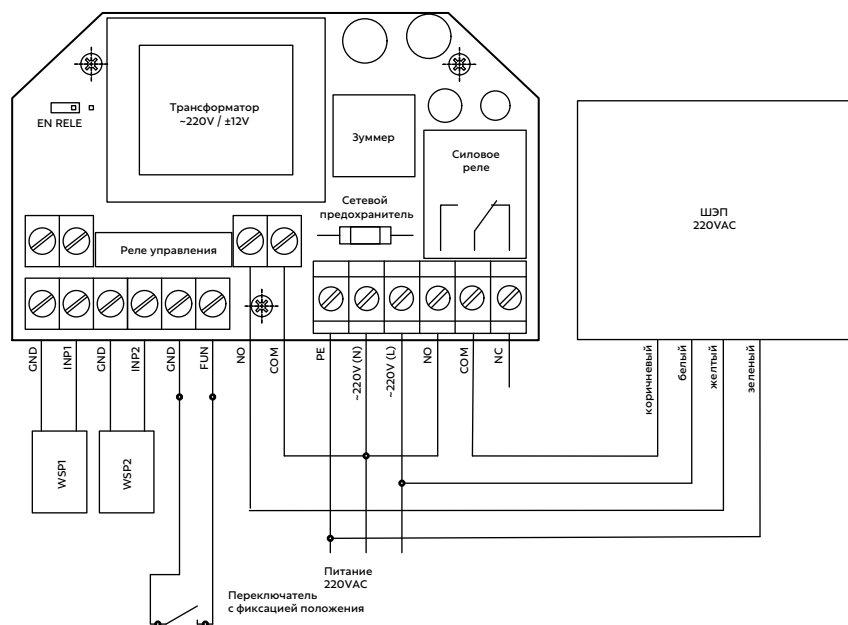 Трансформатор
~220V / ±12V
EN RELE
Зуммер
Силовое
реле
Сетевой
предохранитель
Реле управления
ШЭП
220VAC
GND
INP1
GND
INP2
GND
FUN
NO
COM
PE
~220V (N)
~220V (L)
NO
COM
NC
коричневый
белый
желтый
зеленый
WSP1
WSP2
Питание
220VAC
Переключатель
с фиксацией положения